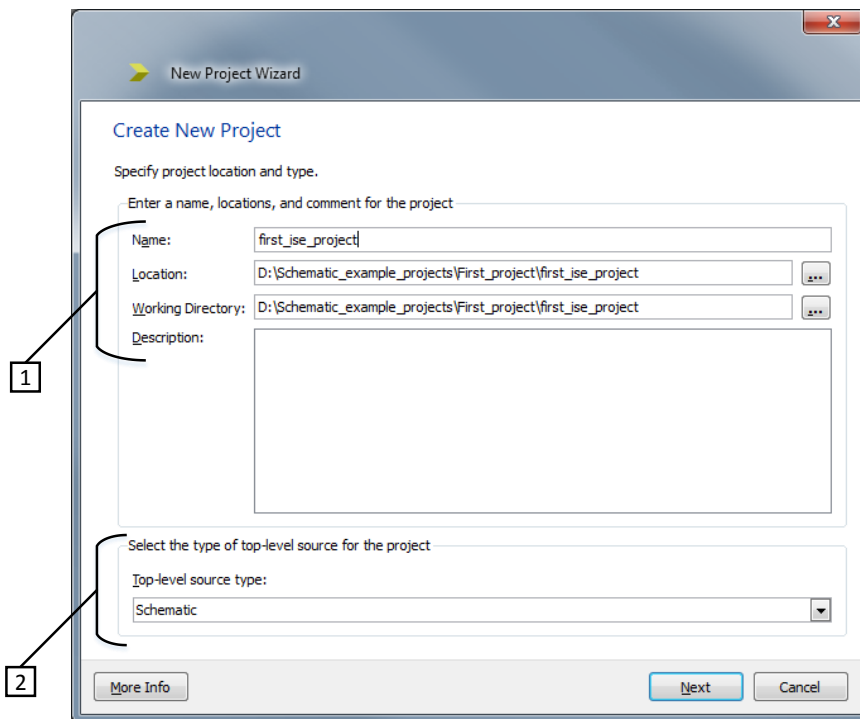 New Project Wizard
Create New Project
Specify project location and type.
Enter a name, locations, and comment for the project
Name: first_ise_project
Location: D:\Schematic_example_projects\First_project\first_ise_project ...
Working Directory: D:\Schematic_example_projects\First_project\first_ise_project ...
Description:
1
Select the type of top-level source for the project
Top-level source type:
Schematic
2
More Info Next Cancel